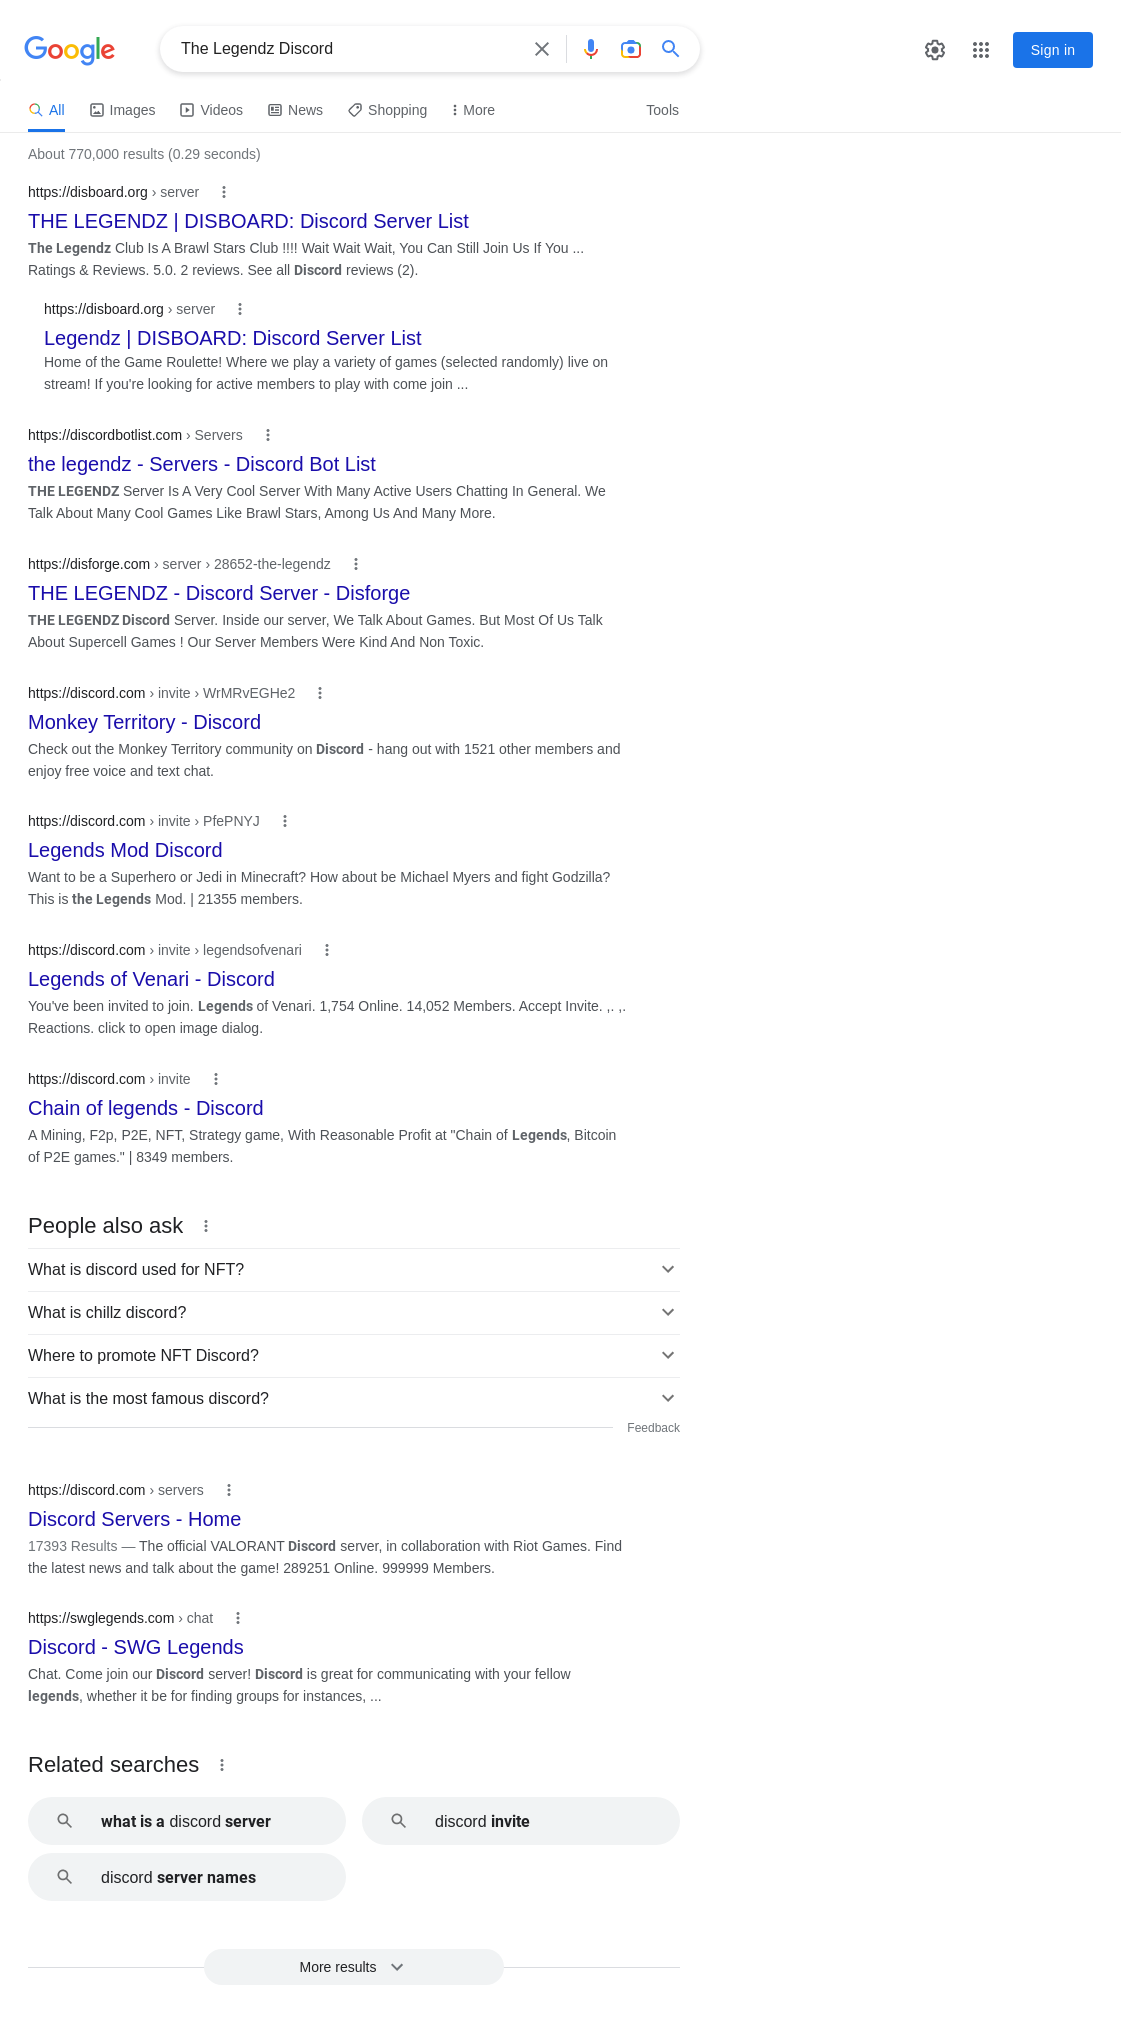 Google
The Legendz Discord
Sign in
All Images Videos News Shopping More Tools
About 770,000 results (0.29 seconds)
https://disboard.org › server
THE LEGENDZ | DISBOARD: Discord Server List
The Legendz Club Is A Brawl Stars Club !!!! Wait Wait Wait, You Can Still Join Us If You ...
Ratings & Reviews. 5.0. 2 reviews. See all Discord reviews (2).
https://disboard.org › server
Legendz | DISBOARD: Discord Server List
Home of the Game Roulette! Where we play a variety of games (selected randomly) live on
stream! If you're looking for active members to play with come join ...
https://discordbotlist.com › Servers
the legendz - Servers - Discord Bot List
THE LEGENDZ Server Is A Very Cool Server With Many Active Users Chatting In General. We
Talk About Many Cool Games Like Brawl Stars, Among Us And Many More.
https://disforge.com › server › 28652-the-legendz
THE LEGENDZ - Discord Server - Disforge
THE LEGENDZ Discord Server. Inside our server, We Talk About Games. But Most Of Us Talk
About Supercell Games ! Our Server Members Were Kind And Non Toxic.
https://discord.com › invite › WrMRvEGHe2
Monkey Territory - Discord
Check out the Monkey Territory community on Discord - hang out with 1521 other members and
enjoy free voice and text chat.
https://discord.com › invite › PfePNYJ
Legends Mod Discord
Want to be a Superhero or Jedi in Minecraft? How about be Michael Myers and fight Godzilla?
This is the Legends Mod. | 21355 members.
https://discord.com › invite › legendsofvenari
Legends of Venari - Discord
You've been invited to join. Legends of Venari. 1,754 Online. 14,052 Members. Accept Invite. ,. ,.
Reactions. click to open image dialog.
https://discord.com › invite
Chain of legends - Discord
A Mining, F2p, P2E, NFT, Strategy game, With Reasonable Profit at "Chain of Legends, Bitcoin
of P2E games." | 8349 members.
People also ask
What is discord used for NFT?
What is chillz discord?
Where to promote NFT Discord?
What is the most famous discord?
Feedback
https://discord.com › servers
Discord Servers - Home
17393 Results — The official VALORANT Discord server, in collaboration with Riot Games. Find
the latest news and talk about the game! 289251 Online. 999999 Members.
https://swglegends.com › chat
Discord - SWG Legends
Chat. Come join our Discord server! Discord is great for communicating with your fellow
legends, whether it be for finding groups for instances, ...
Related searches
what is a discord server
discord invite
discord server names
More results